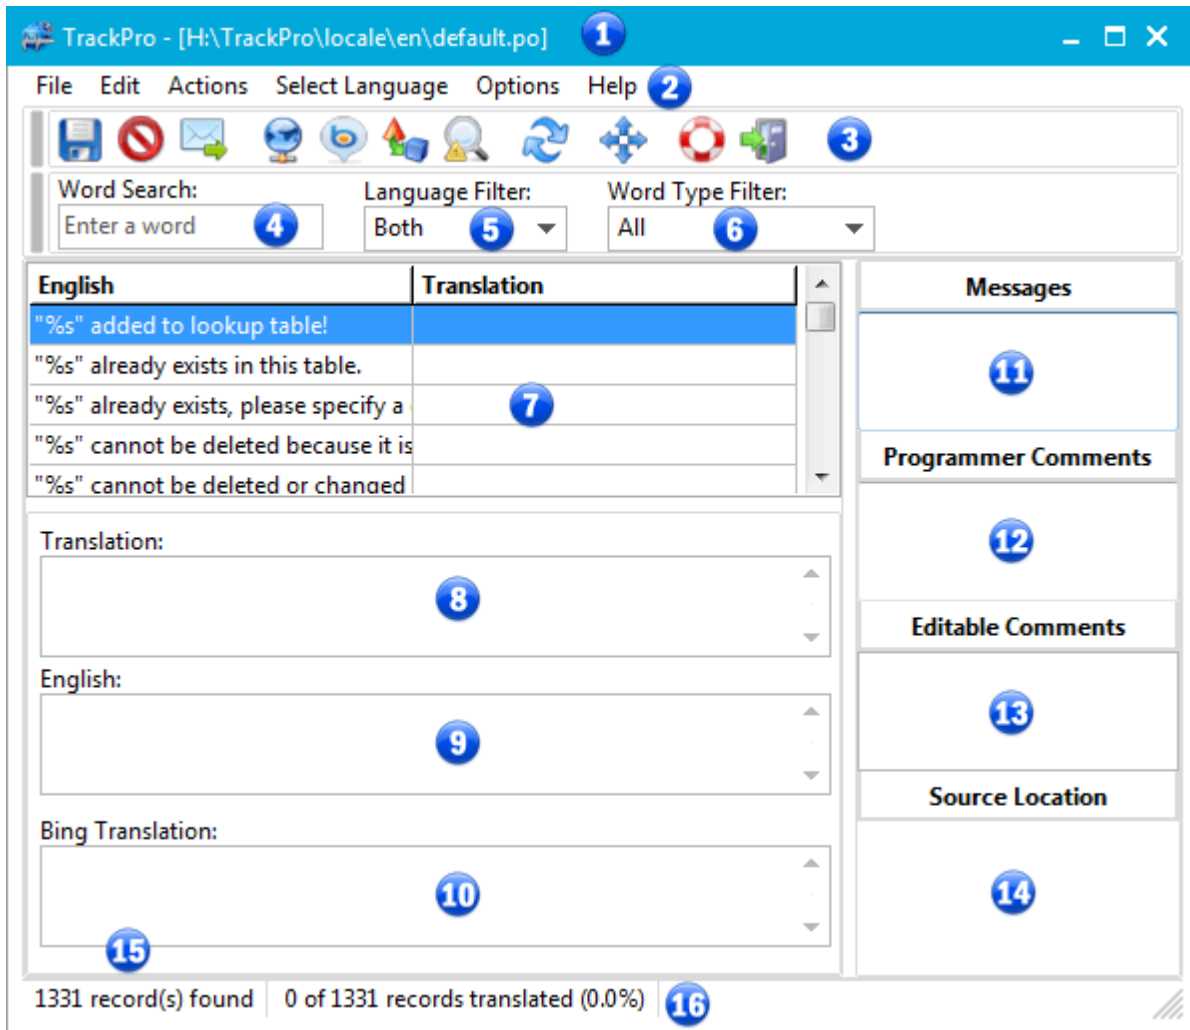 TrackPro - [H:\TrackPro\locale\en\default.po] 1
File Edit Actions Select Language Options Help 2
3
Word Search: Language Filter: Word Type Filter:
Enter a word 4 Both 5 All 6
English Translation Messages
"%s" added to lookup table!
"%s" already exists in this table. 11
"%s" already exists, please specify a 7
"%s" cannot be deleted because it is
Programmer Comments
"%s" cannot be deleted or changed
Translation: 12
8
Editable Comments
English:
13
9
Source Location
Bing Translation:
10 14
15
1331 record(s) found 0 of 1331 records translated (0.0%) 16